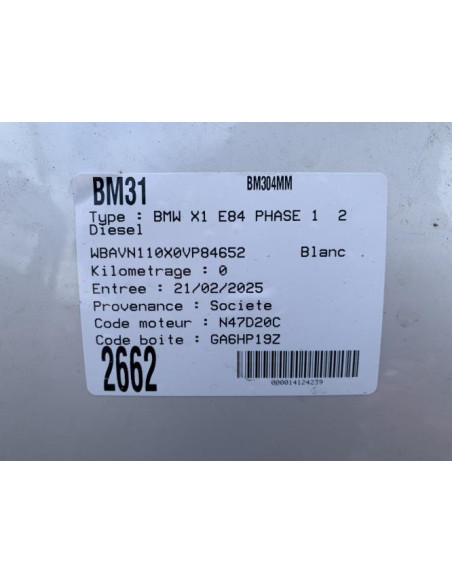 BM31 BM304MM
Type : BMW X1 E84 PHASE 1 2
Diesel
WBAVN110X0VP84652 Blanc
Kilometrage : 0
Entree : 21/02/2025
Provenance : Societe
Code moteur : N47D20C
Code boite : GA6HP19Z
2662
000014124239